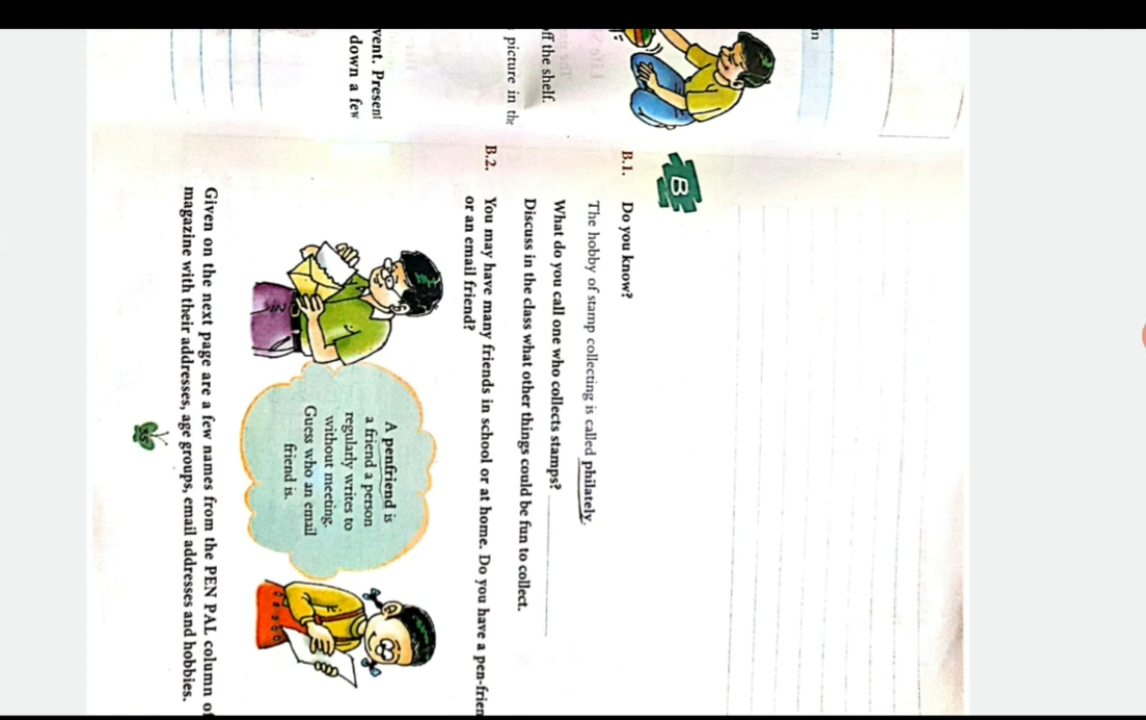 in
off the shelf.
picture in the
vent. Present
down a few
B
B.1. Do you know?
The hobby of stamp collecting is called philately.
What do you call one who collects stamps?
Discuss in the class what other things could be fun to collect.
B.2. You may have many friends in school or at home. Do you have a pen-frien
or an email friend?
A penfriend is
a friend a person
regularly writes to
without meeting.
Guess who an email
friend is.
Given on the next page are a few names from the PEN PAL column of
magazine with their addresses, age groups, email addresses and hobbies.